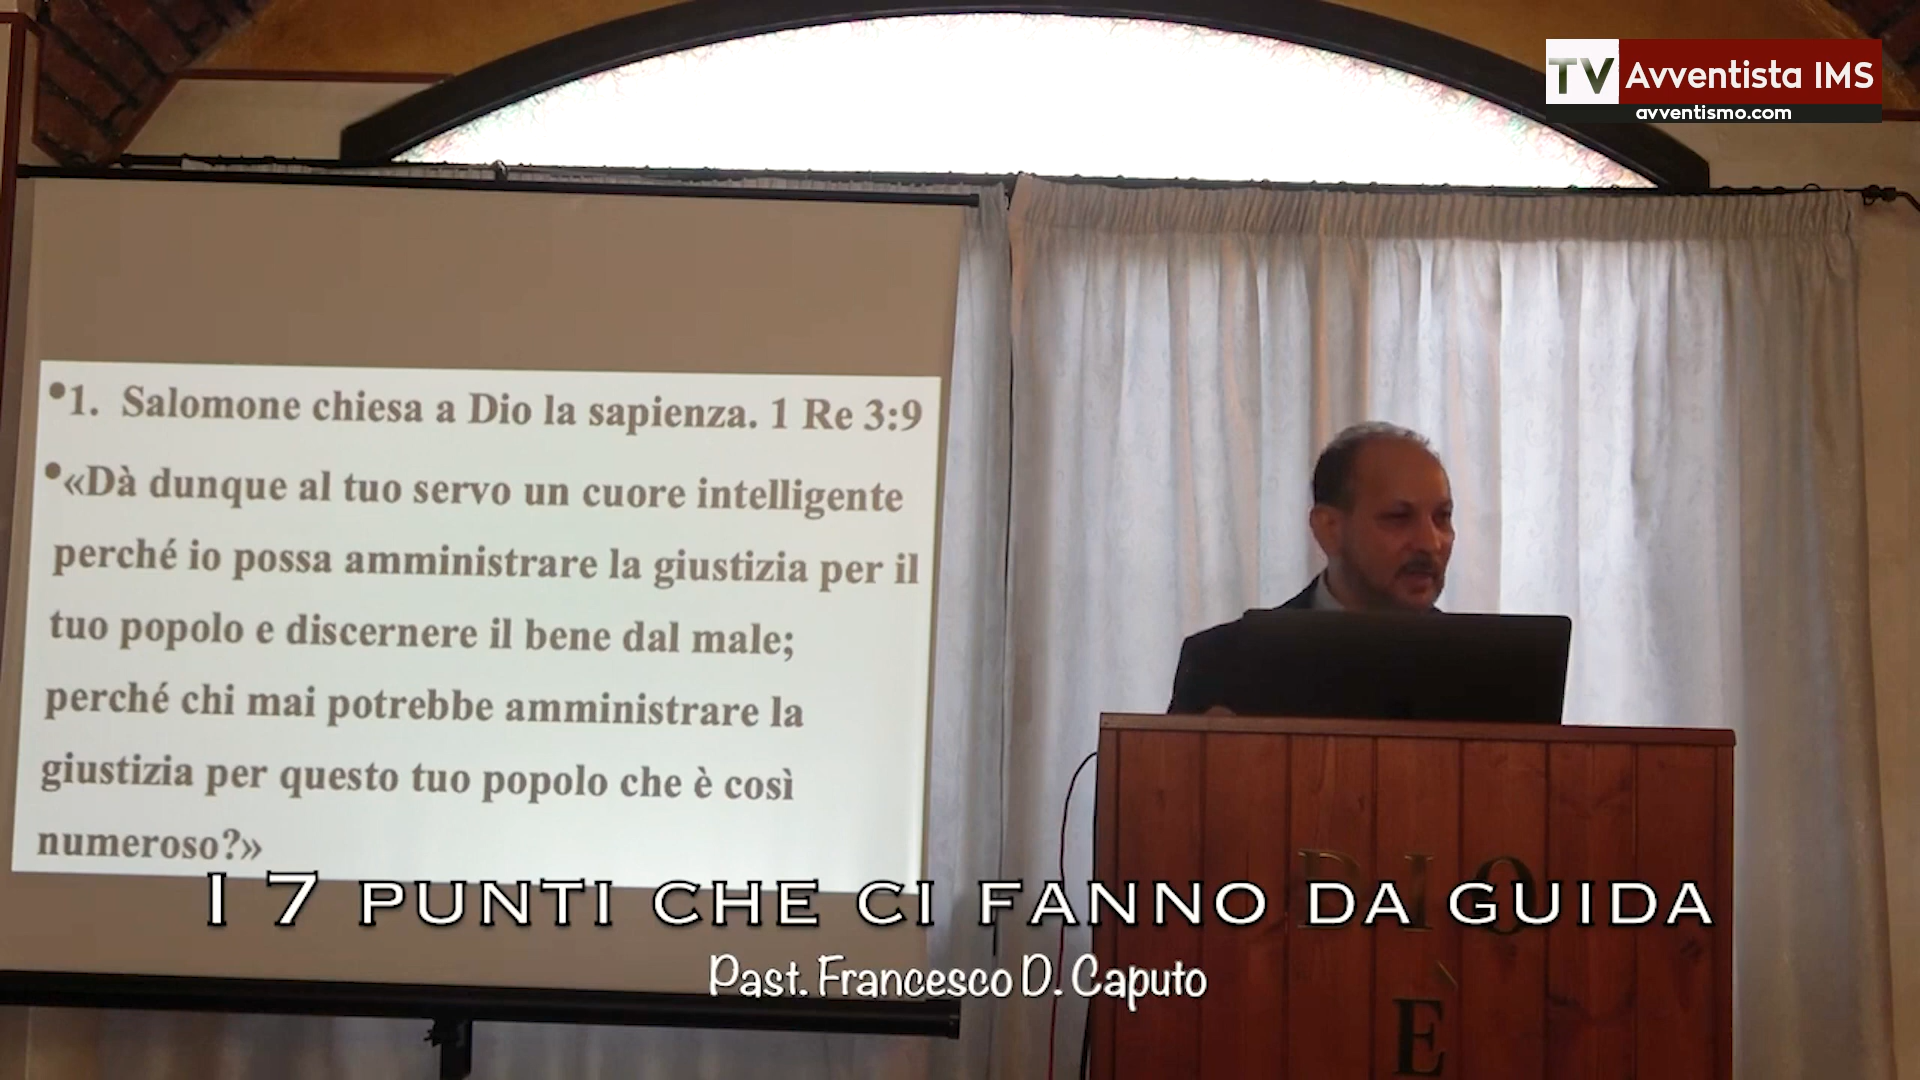 TV Avventista IMS
avventismo.com
•1. Salomone chiesa a Dio la sapienza. 1 Re 3:9
•«Dà dunque al tuo servo un cuore intelligente
perché io possa amministrare la giustizia per il
tuo popolo e discernere il bene dal male;
perché chi mai potrebbe amministrare la
giustizia per questo tuo popolo che è così
numeroso?»
I 7 PUNTI CHE CI FANNO DA GUIDA
Past. Francesco D. Caputo
DIO
È